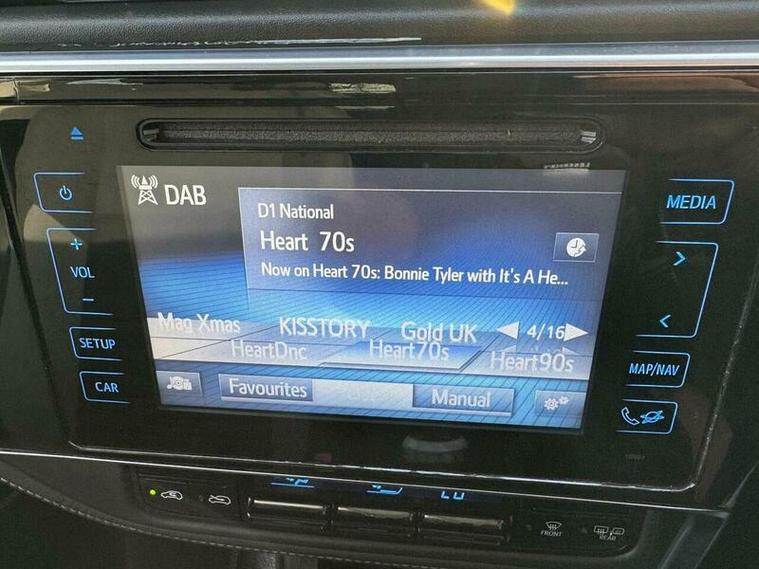 DAB
D1 National
Heart 70s
Now on Heart 70s: Bonnie Tyler with It's A He...
Mag Xmas KISSTORY Gold UK 4/16
HeartDnc Heart70s Heart90s
Favourites Manual
VOL
SETUP
CAR
MEDIA
MAP/NAV
FRONT
REAR